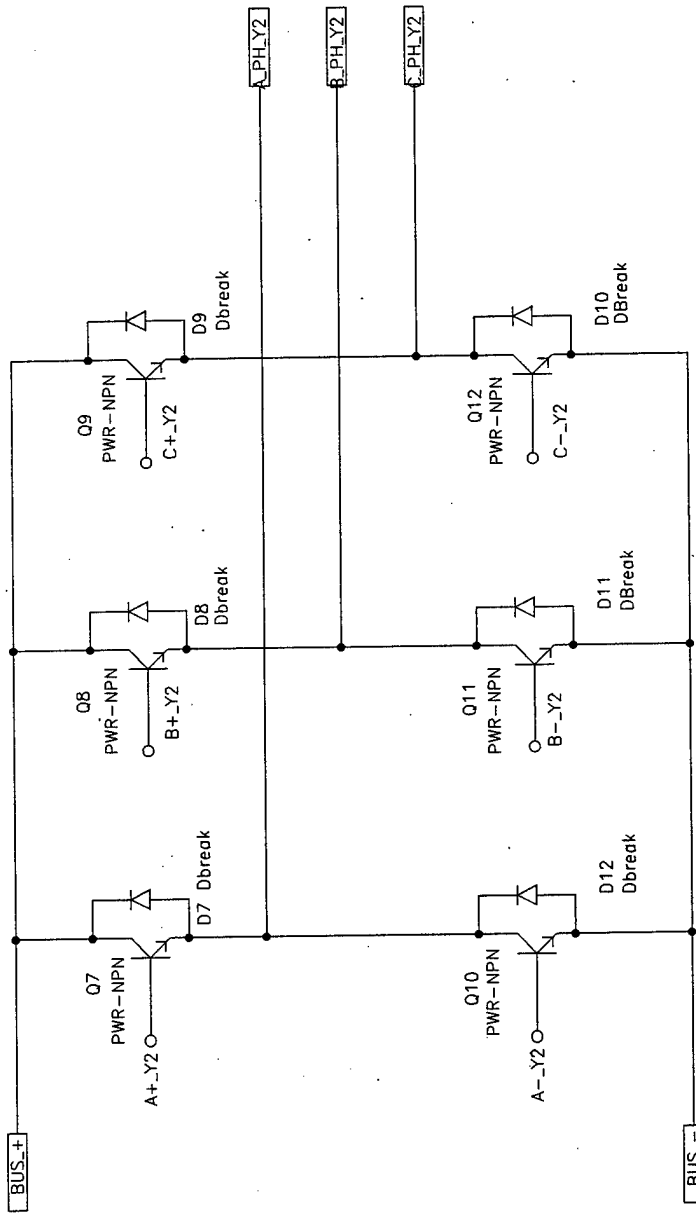 BUS_+
Q7
PWR-NPN
A+_Y2
D7
Dbreak
Q8
PWR-NPN
B+_Y2
D8
Dbreak
Q9
PWR-NPN
C+_Y2
D9
Dbreak
A_PH_Y2
B_PH_Y2
C_PH_Y2
Q10
PWR-NPN
A-_Y2
D12
Dbreak
Q11
PWR-NPN
B-_Y2
D11
DBreak
Q12
PWR-NPN
C-_Y2
D10
DBreak
BUS_-